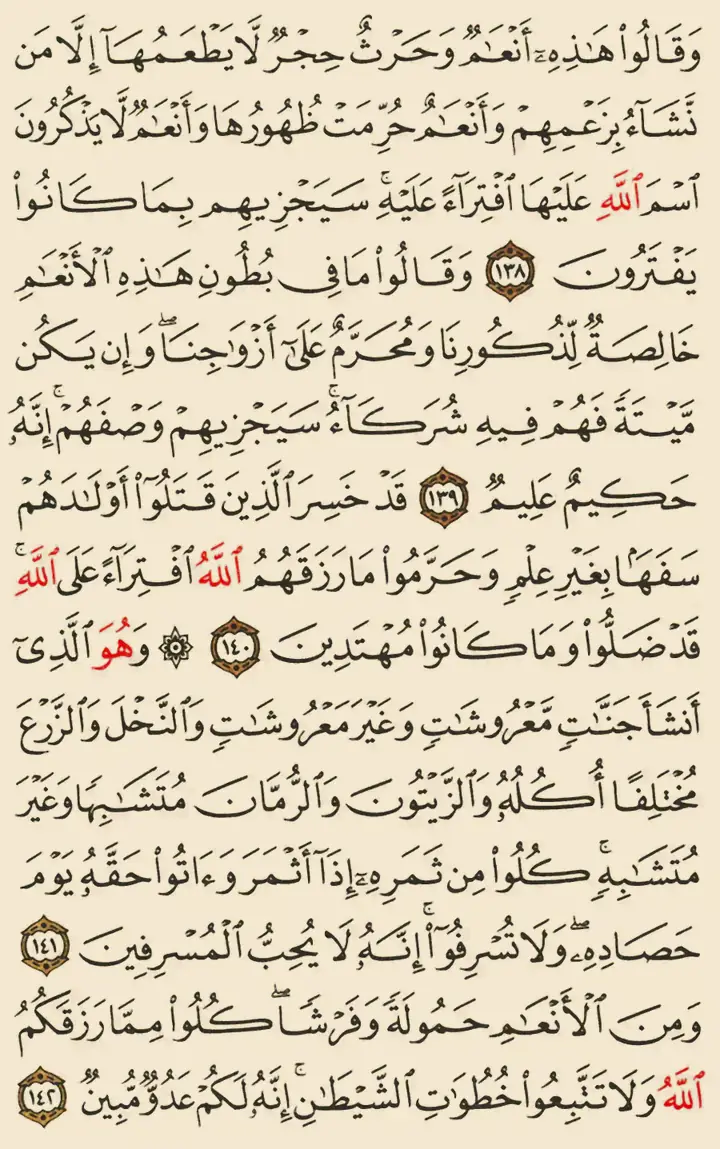 وَقَالُوا۟ هَـٰذِهِۦٓ أَنْعَـٰمٌۭ وَحَرْثٌ حِجْرٌۭ لَّا يَطْعَمُهَآ إِلَّا مَن
نَّشَآءُ بِزَعْمِهِمْ وَأَنْعَـٰمٌ حُرِّمَتْ ظُهُورُهَا وَأَنْعَـٰمٌۭ لَّا يَذْكُرُونَ
ٱسْمَ ٱللَّهِ عَلَيْهَا ٱفْتِرَآءً عَلَيْهِ ۚ سَيَجْزِيهِم بِمَا كَانُوا۟
يَفْتَرُونَ ١٣٨ وَقَالُوا۟ مَا فِى بُطُونِ هَـٰذِهِ ٱلْأَنْعَـٰمِ
خَالِصَةٌۭ لِّذُكُورِنَا وَمُحَرَّمٌ عَلَىٰٓ أَزْوَٰجِنَا ۖ وَإِن يَكُن
مَّيْتَةًۭ فَهُمْ فِيهِ شُرَكَآءُ ۚ سَيَجْزِيهِمْ وَصْفَهُمْ ۚ إِنَّهُۥ
حَكِيمٌ عَلِيمٌۭ ١٣٩ قَدْ خَسِرَ ٱلَّذِينَ قَتَلُوٓا۟ أَوْلَـٰدَهُمْ
سَفَهًۢا بِغَيْرِ عِلْمٍۢ وَحَرَّمُوا۟ مَا رَزَقَهُمُ ٱللَّهُ ٱفْتِرَآءً عَلَى ٱللَّهِ ۚ
قَدْ ضَلُّوا۟ وَمَا كَانُوا۟ مُهْتَدِينَ ١٤٠ ۞ وَهُوَ ٱلَّذِىٓ
أَنشَأَ جَنَّـٰتٍۢ مَّعْرُوشَـٰتٍۢ وَغَيْرَ مَعْرُوشَـٰتٍۢ وَٱلنَّخْلَ وَٱلزَّرْعَ
مُخْتَلِفًا أُكُلُهُۥ وَٱلزَّيْتُونَ وَٱلرُّمَّانَ مُتَشَـٰبِهًۭا وَغَيْرَ
مُتَشَـٰبِهٍۢ ۚ كُلُوا۟ مِن ثَمَرِهِۦٓ إِذَآ أَثْمَرَ وَءَاتُوا۟ حَقَّهُۥ يَوْمَ
حَصَادِهِۦ ۖ وَلَا تُسْرِفُوٓا۟ ۚ إِنَّهُۥ لَا يُحِبُّ ٱلْمُسْرِفِينَ ١٤١
وَمِنَ ٱلْأَنْعَـٰمِ حَمُولَةًۭ وَفَرْشًۭا ۖ كُلُوا۟ مِمَّا رَزَقَكُمُ
ٱللَّهُ وَلَا تَتَّبِعُوا۟ خُطُوَٰتِ ٱلشَّيْطَـٰنِ ۚ إِنَّهُۥ لَكُمْ عَدُوٌّۭ مُّبِينٌۭ ١٤٢